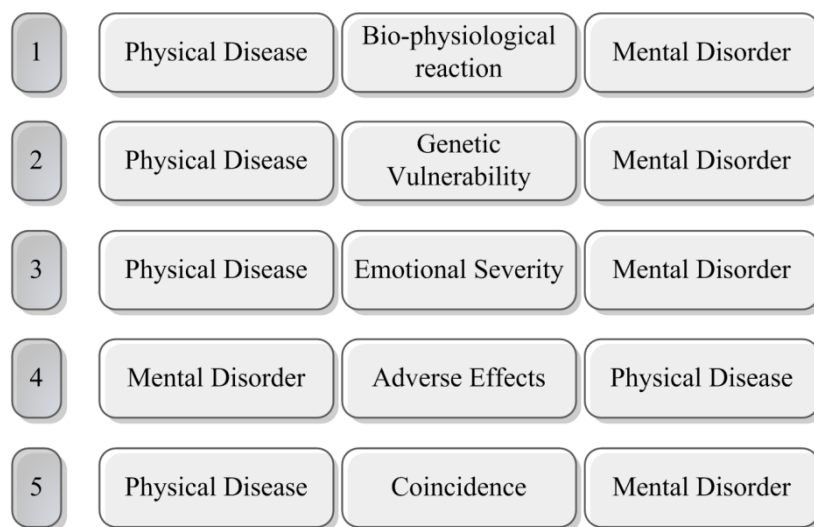 1 Physical Disease Bio-physiological reaction Mental Disorder
2 Physical Disease Genetic Vulnerability Mental Disorder
3 Physical Disease Emotional Severity Mental Disorder
4 Mental Disorder Adverse Effects Physical Disease
5 Physical Disease Coincidence Mental Disorder